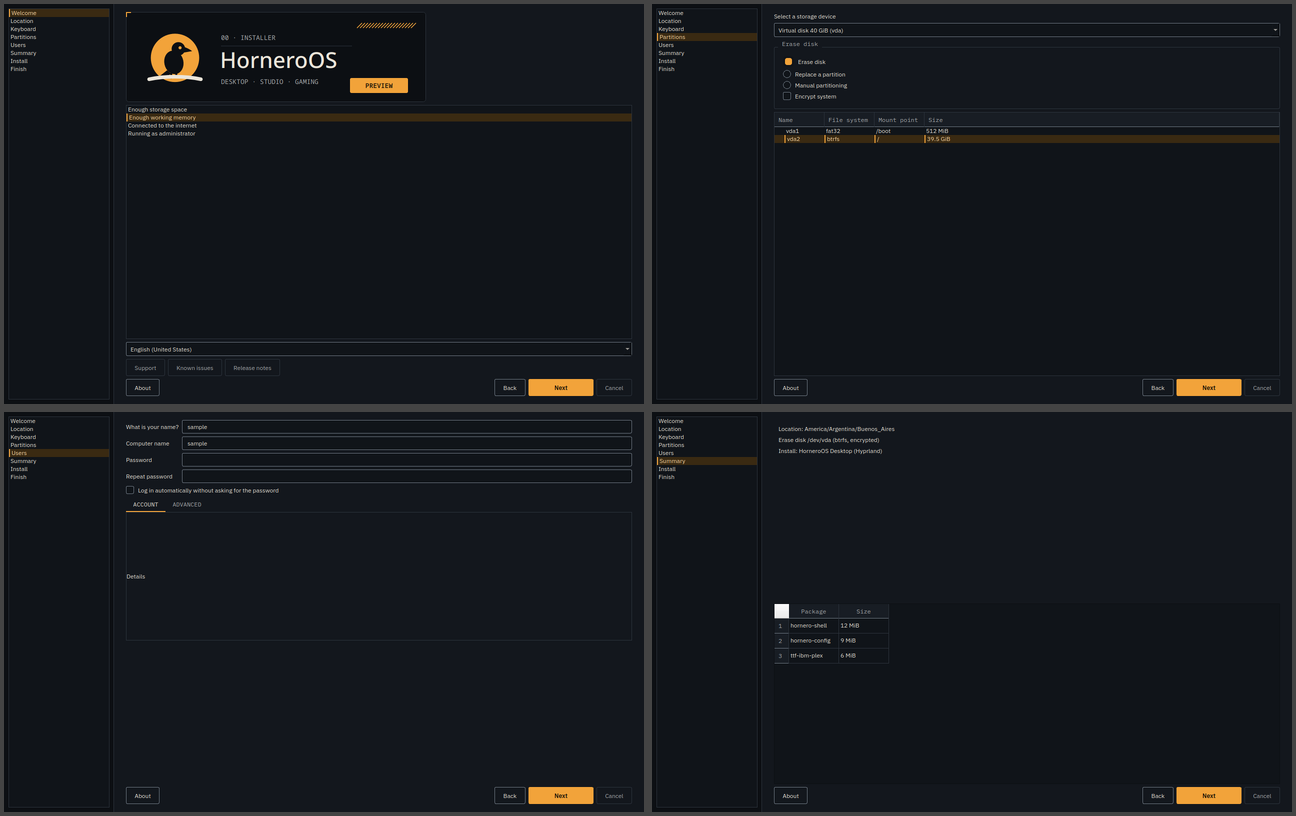 Welcome
Location
Keyboard
Partitions
Users
Summary
Install
Finish
00 · INSTALLER
HorneroOS
DESKTOP · STUDIO · GAMING
PREVIEW
Enough storage space
Enough working memory
Connected to the internet
Running as administrator
English (United States)
Support Known issues Release notes
About Back Next Cancel
Welcome
Location
Keyboard
Partitions
Users
Summary
Install
Finish
Select a storage device
Virtual disk 40 GiB (vda)
Erase disk
Erase disk
Replace a partition
Manual partitioning
Encrypt system
Name File system Mount point Size
vda1 fat32 /boot 512 MiB
vda2 btrfs / 39.5 GiB
About Back Next Cancel
Welcome
Location
Keyboard
Partitions
Users
Summary
Install
Finish
What is your name? sample
Computer name sample
Password
Repeat password
Log in automatically without asking for the password
ACCOUNT ADVANCED
Details
About Back Next Cancel
Welcome
Location
Keyboard
Partitions
Users
Summary
Install
Finish
Location: America/Argentina/Buenos_Aires
Erase disk /dev/vda (btrfs, encrypted)
Install: HorneroOS Desktop (Hyprland)
Package Size
1 hornero-shell 12 MiB
2 hornero-config 9 MiB
3 ttf-ibm-plex 6 MiB
About Back Next Cancel